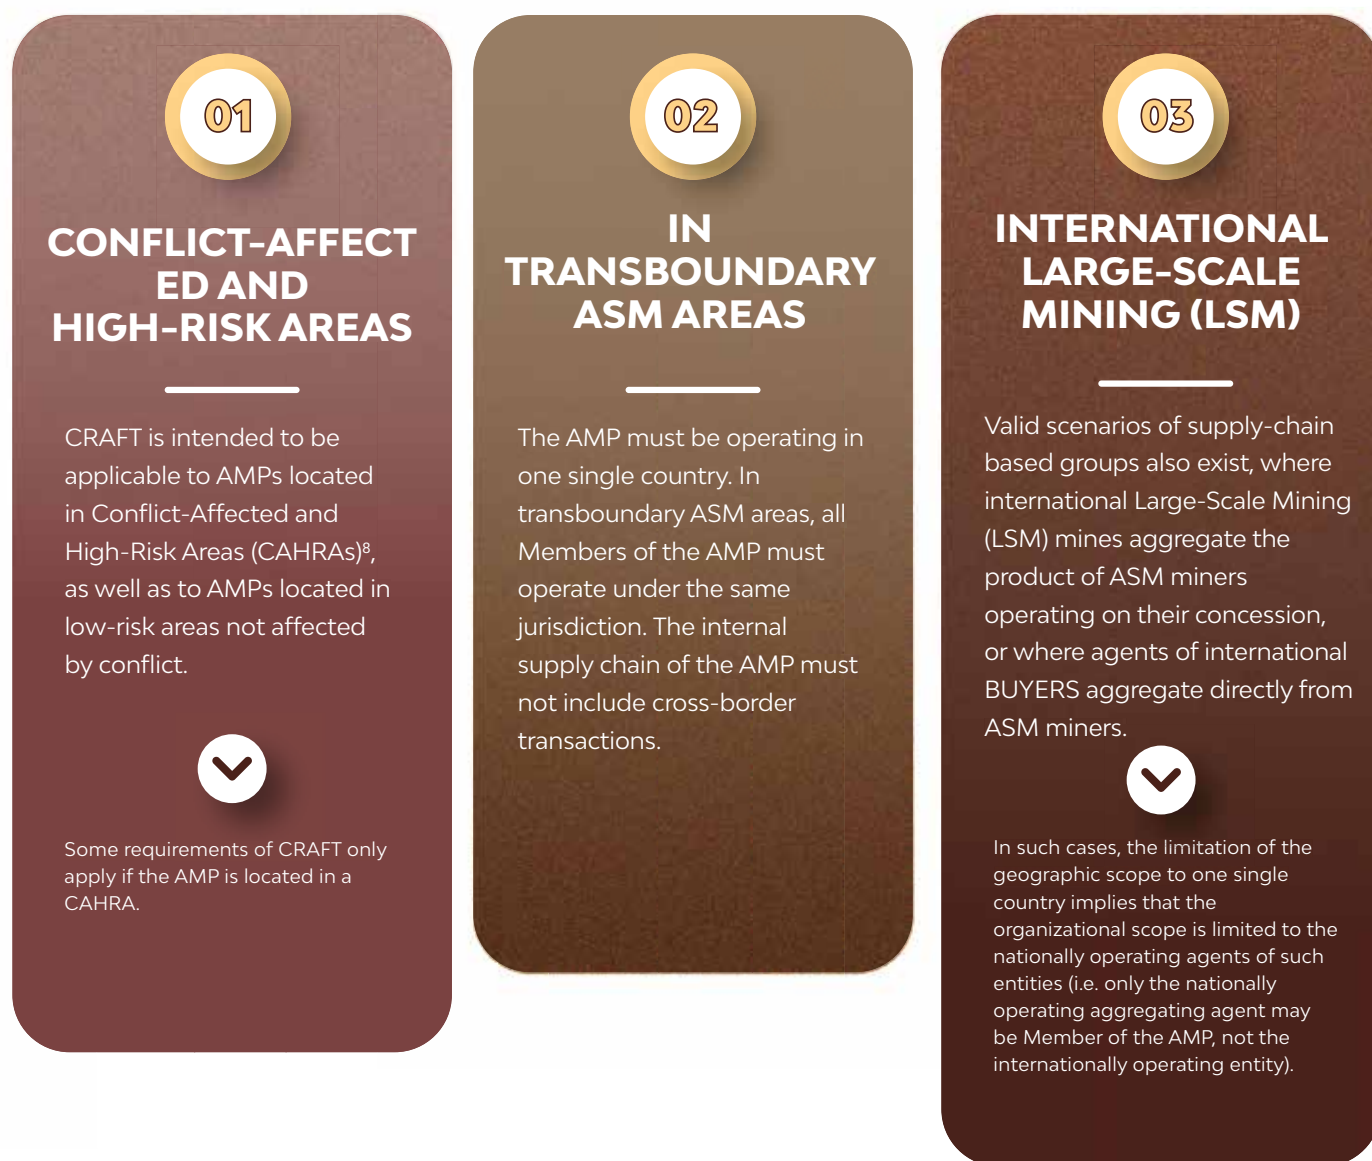 01
CONFLICT-AFFECT
ED AND
HIGH-RISK AREAS
CRAFT is intended to be
applicable to AMPs located
in Conflict-Affected and
High-Risk Areas (CAHRAs)⁸,
as well as to AMPs located in
low-risk areas not affected
by conflict.
Some requirements of CRAFT only
apply if the AMP is located in a
CAHRA.
02
IN
TRANSBOUNDARY
ASM AREAS
The AMP must be operating in
one single country. In
transboundary ASM areas, all
Members of the AMP must
operate under the same
jurisdiction. The internal
supply chain of the AMP must
not include cross-border
transactions.
03
INTERNATIONAL
LARGE-SCALE
MINING (LSM)
Valid scenarios of supply-chain
based groups also exist, where
international Large-Scale Mining
(LSM) mines aggregate the
product of ASM miners
operating on their concession,
or where agents of international
BUYERS aggregate directly from
ASM miners.
In such cases, the limitation of the
geographic scope to one single
country implies that the
organizational scope is limited to the
nationally operating agents of such
entities (i.e. only the nationally
operating aggregating agent may
be Member of the AMP, not the
internationally operating entity).